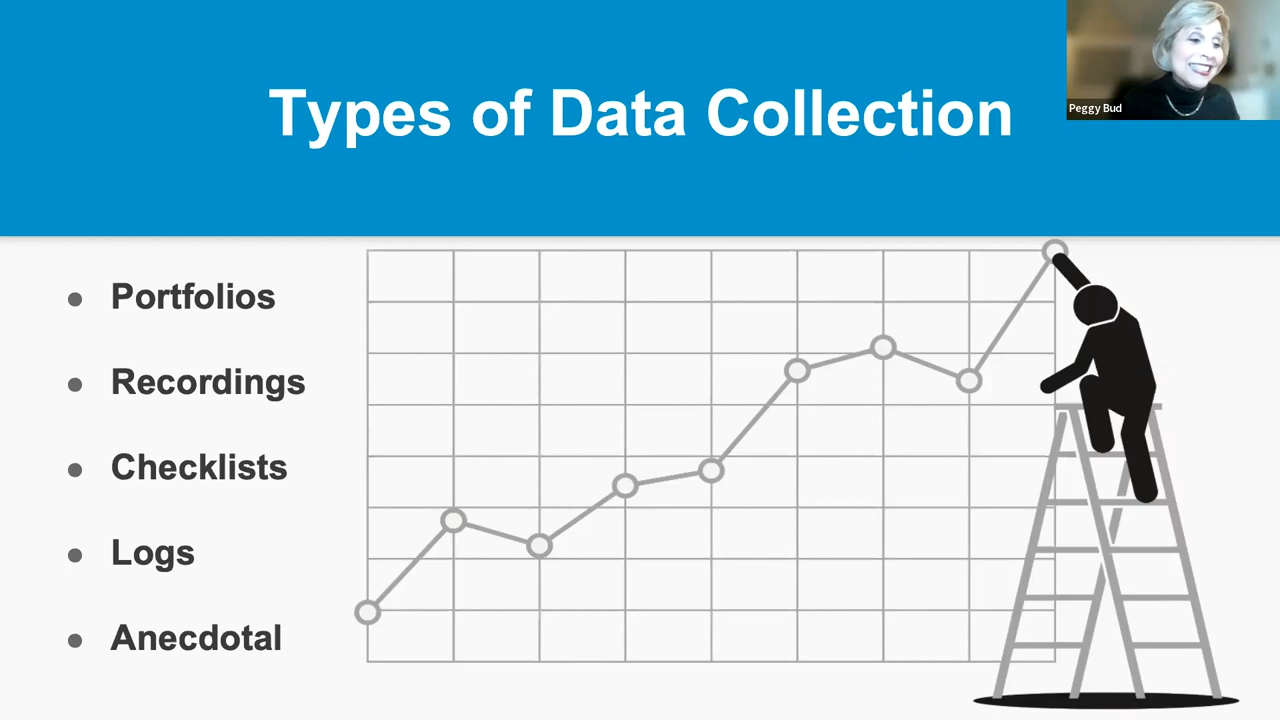 Types of Data Collection
Peggy Bud
Portfolios
Recordings
Checklists
Logs
Anecdotal